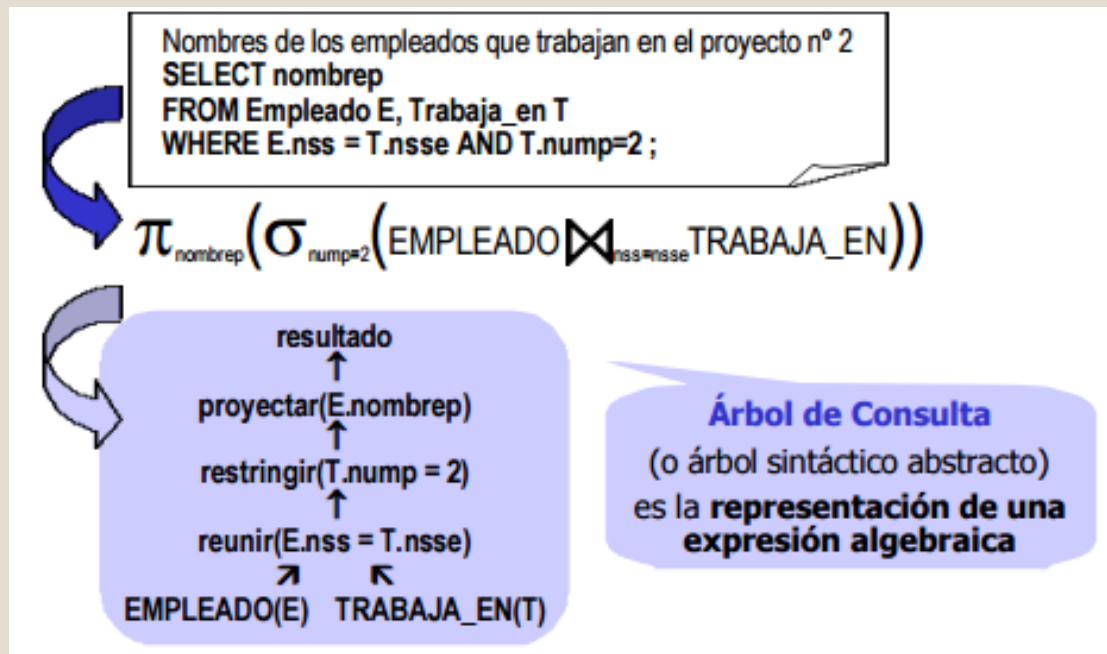 Nombres de los empleados que trabajan en el proyecto nº 2
SELECT nombrep
FROM Empleado E, Trabaja_en T
WHERE E.nss = T.nsse AND T.nump=2 ;
π nombrep(σ nump=2(EMPLEADO⋈nss=nsse TRABAJA_EN))
resultado
↑
proyectar(E.nombrep)
↑
restringir(T.nump = 2)
↑
reunir(E.nss = T.nsse)
↗ ↖
EMPLEADO(E) TRABAJA_EN(T)
Árbol de Consulta
(o árbol sintáctico abstracto)
es la representación de una
expresión algebraica